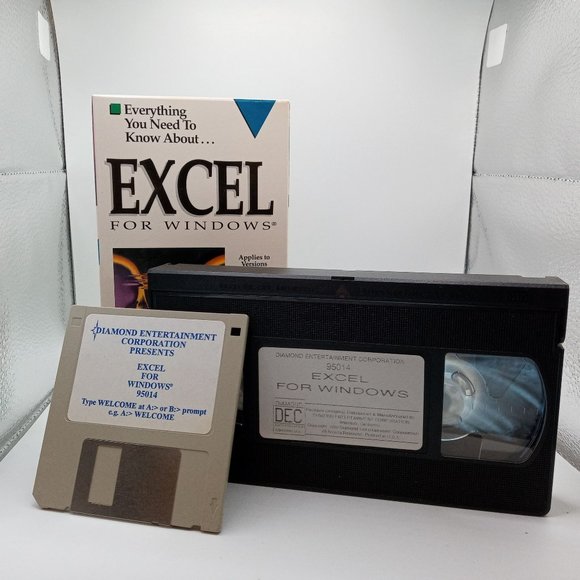 Everything
You Need To
Know About...
EXCEL
FOR WINDOWS®
Applies to
Versions
DIAMOND ENTERTAINMENT
CORPORATION
PRESENTS
EXCEL
FOR
WINDOWS®
95014
Type WELCOME at A:> or B:> prompt
e.g. A:> WELCOME
DIAMOND ENTERTAINMENT CORPORATION
95014
EXCEL
FOR WINDOWS
DIAMOND
DEC